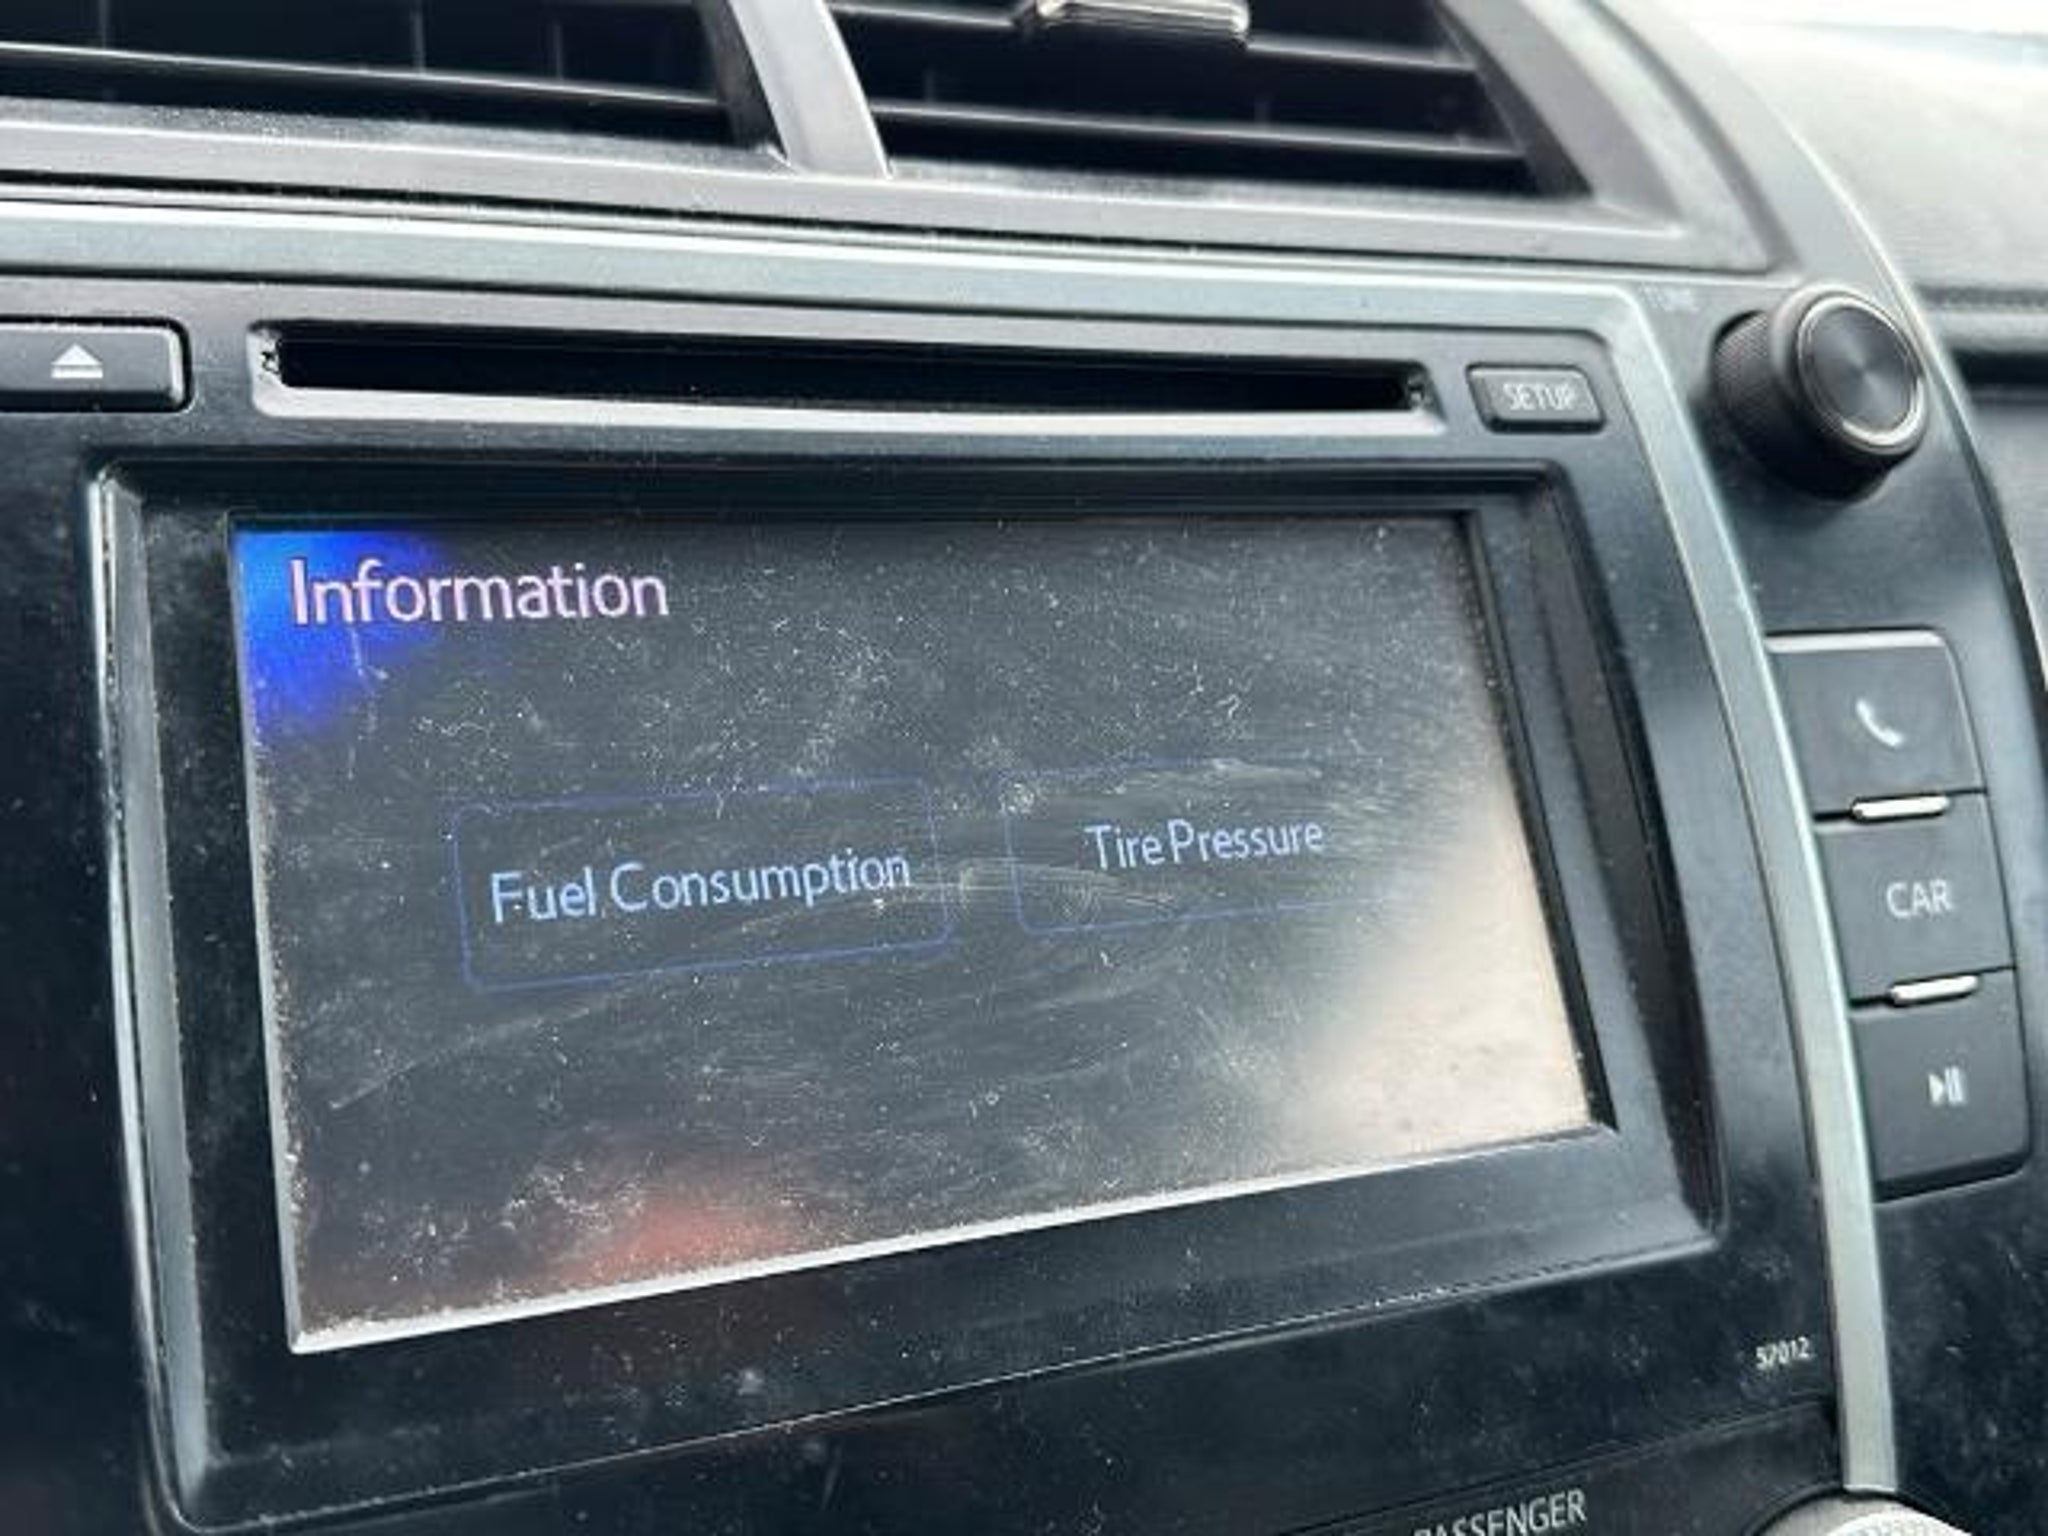 SETUP
Information
Fuel Consumption
Tire Pressure
CAR
57012
PASSENGER